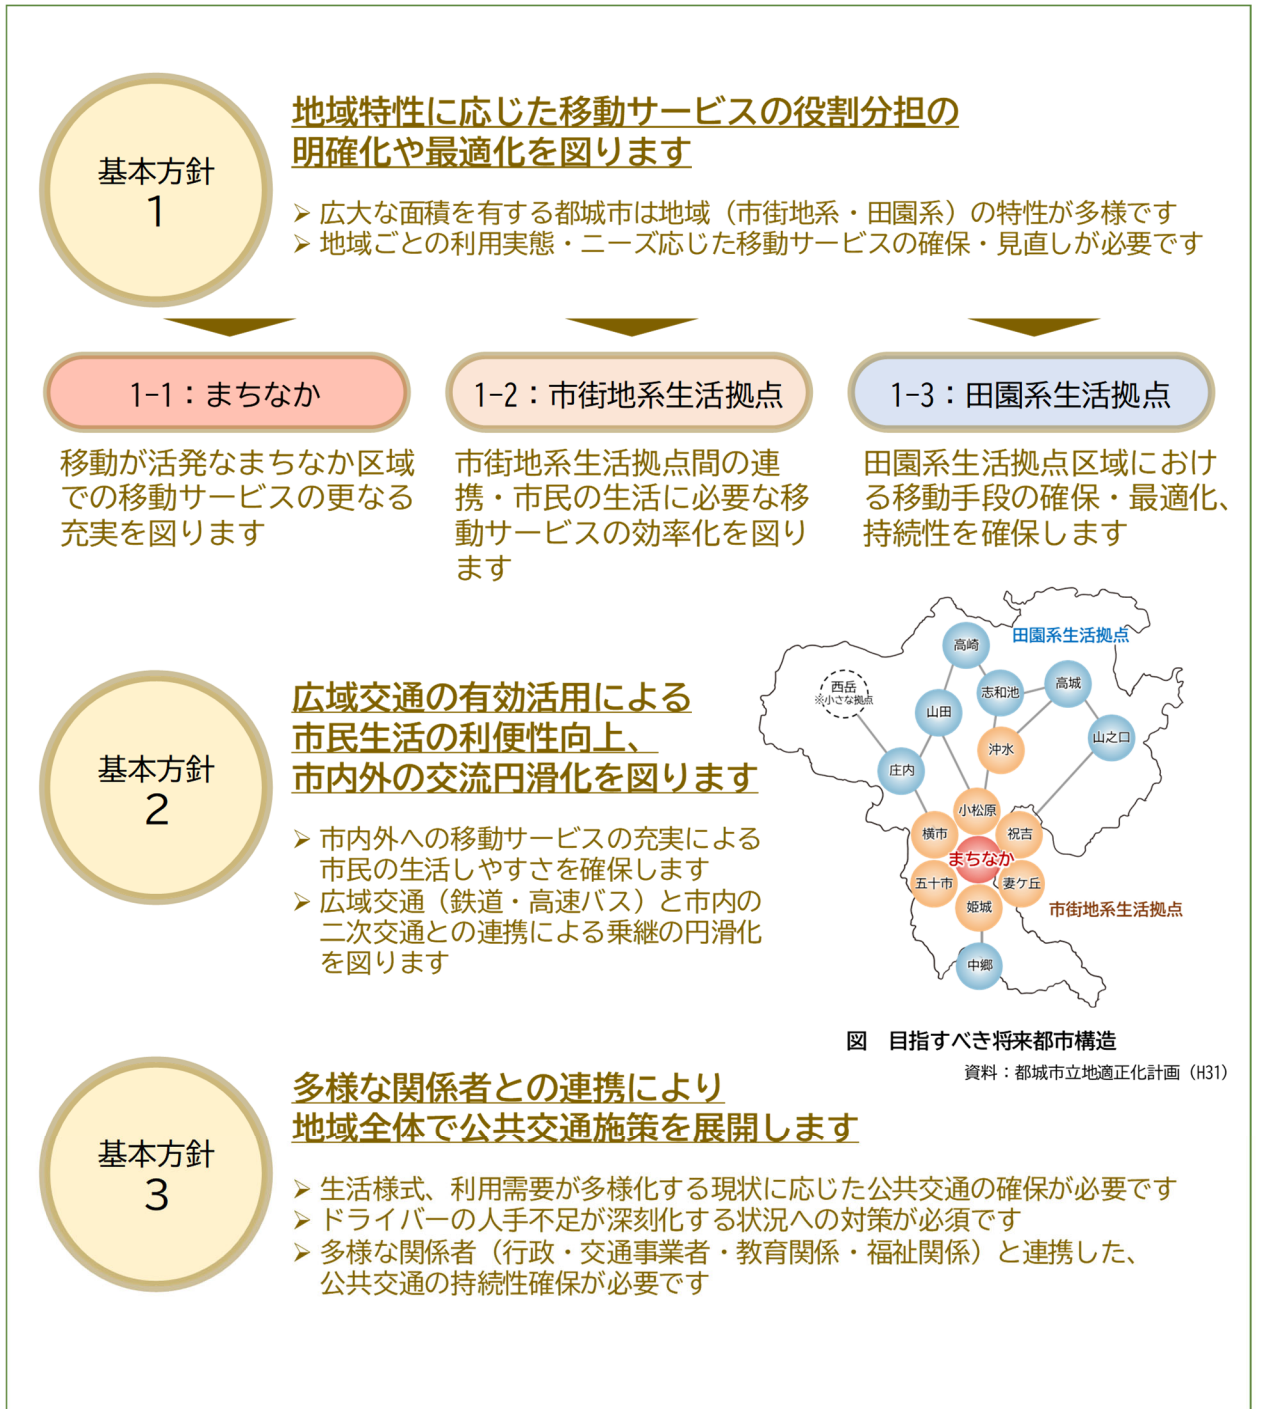 基本方針
1
地域特性に応じた移動サービスの役割分担の
明確化や最適化を図ります
➢ 広大な面積を有する都城市は地域（市街地系・田園系）の特性が多様です
➢ 地域ごとの利用実態・ニーズ応じた移動サービスの確保・見直しが必要です
1-1：まちなか
移動が活発なまちなか区域
での移動サービスの更なる
充実を図ります
1-2：市街地系生活拠点
市街地系生活拠点間の連
携・市民の生活に必要な移
動サービスの効率化を図り
ます
1-3：田園系生活拠点
田園系生活拠点区域におけ
る移動手段の確保・最適化、
持続性を確保します
基本方針
2
広域交通の有効活用による
市民生活の利便性向上、
市内外の交流円滑化を図ります
➢ 市内外への移動サービスの充実による
市民の生活しやすさを確保します
➢ 広域交通（鉄道・高速バス）と市内の
二次交通との連携による乗継の円滑化
を図ります
田園系生活拠点
高崎
西岳
※小さな拠点
志和池
高城
山田
山之口
沖水
庄内
小松原
横市
祝吉
まちなか
五十市
妻ケ丘
姫城
市街地系生活拠点
中郷
図　目指すべき将来都市構造
資料：都城市立地適正化計画（H31）
基本方針
3
多様な関係者との連携により
地域全体で公共交通施策を展開します
➢ 生活様式、利用需要が多様化する現状に応じた公共交通の確保が必要です
➢ ドライバーの人手不足が深刻化する状況への対策が必須です
➢ 多様な関係者（行政・交通事業者・教育関係・福祉関係）と連携した、
公共交通の持続性確保が必要です